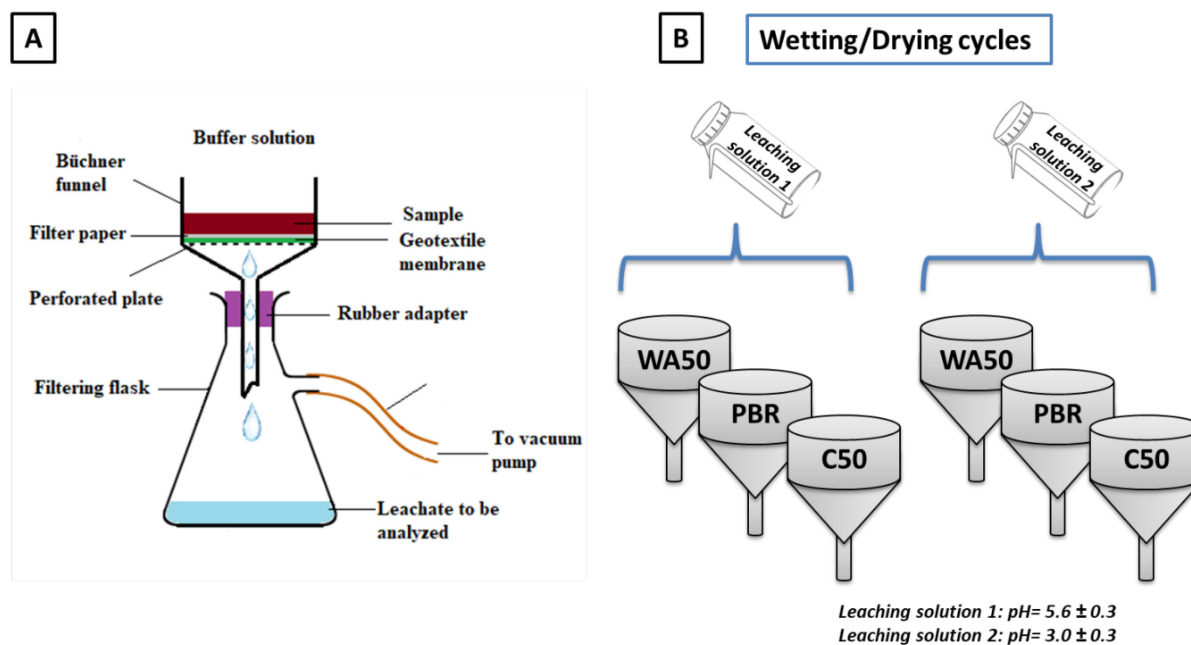 A
Buffer solution
Büchner
funnel
Sample
Filter paper
Geotextile
membrane
Perforated plate
Rubber adapter
Filtering flask
To vacuum
pump
Leachate to be
analyzed
B
Wetting/Drying cycles
Leaching
solution 1
Leaching
solution 2
WA50
PBR
C50
WA50
PBR
C50
Leaching solution 1: pH= 5.6 ± 0.3
Leaching solution 2: pH= 3.0 ± 0.3